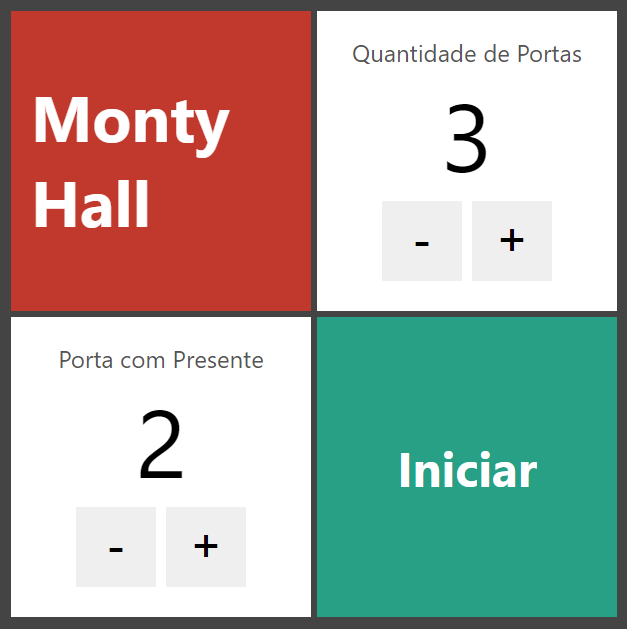 Monty
Hall
Quantidade de Portas
3
- +
Porta com Presente
2
- +
Iniciar